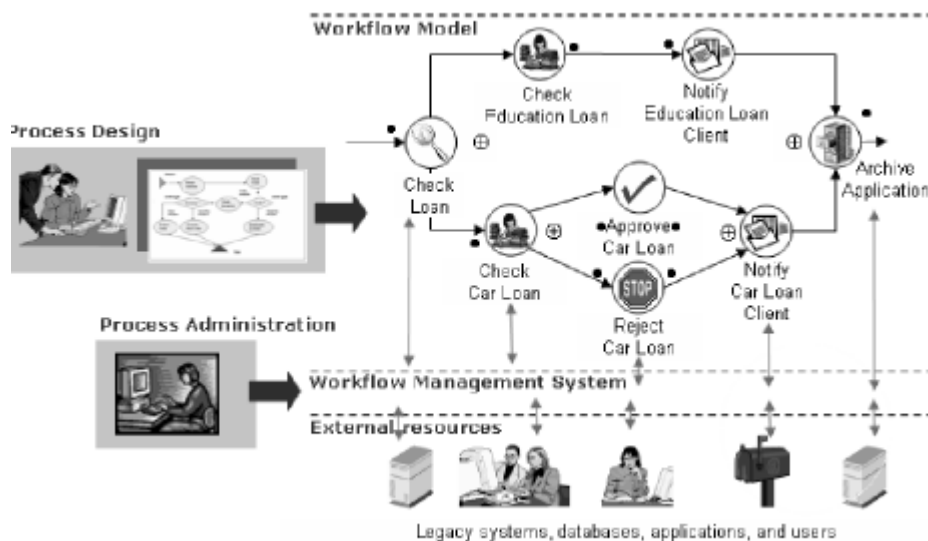 Workflow Model
Check
Education Loan
Notify
Education Loan
Client
Process Design
Check
Loan
Archive
Application
Approve
Car Loan
Check
Car Loan
STOP
Notify
Car Loan
Client
Reject
Car Loan
Process Administration
Workflow Management System
External resources
Legacy systems, databases, applications, and users